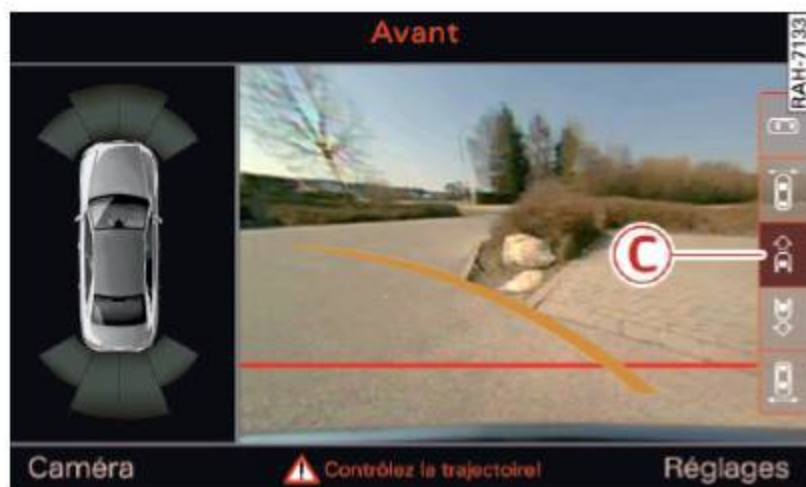 Avant
RAH-7133
C
Caméra
Contrôlez la trajectoire!
Réglages